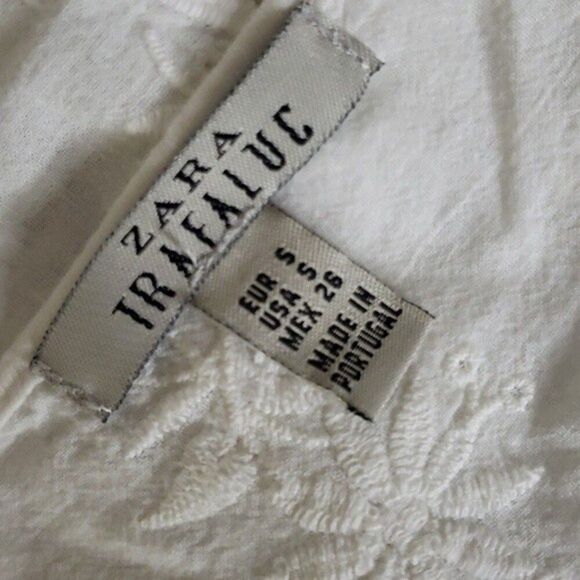 ZARA
TRAFALUC
EUR S
USA S
MEX 26
MADE IN
PORTUGAL